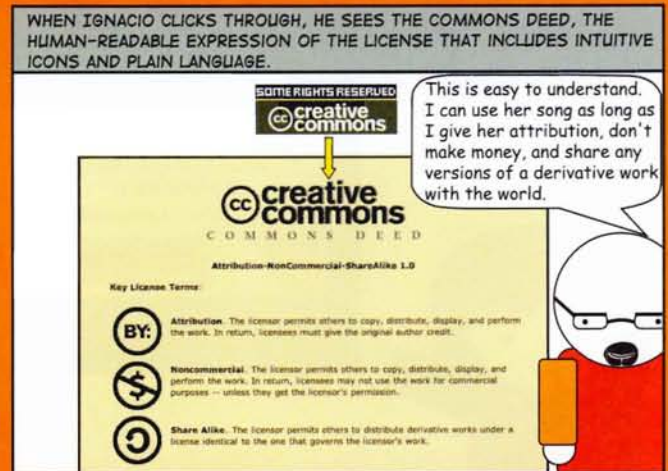 WHEN IGNACIO CLICKS THROUGH, HE SEES THE COMMONS DEED, THE
HUMAN-READABLE EXPRESSION OF THE LICENSE THAT INCLUDES INTUITIVE
ICONS AND PLAIN LANGUAGE.
SOME RIGHTS RESERVED
cc creative
commons
This is easy to understand.
I can use her song as long as
I give her attribution, don't
make money, and share any
versions of a derivative work
with the world.
cc creative
commons
COMMONS DEED
Attribution-NonCommercial-ShareAlike 1.0
Key License Terms:
BY:
Attribution. The licensor permits others to copy, distribute, display, and perform
the work. In return, licensees must give the original author credit.
$
Noncommercial. The licensor permits others to copy, distribute, display, and
perform the work. In return, licensees may not use the work for commercial
purposes -- unless they get the licensor's permission.
Share Alike. The licensor permits others to distribute derivative works under a
license identical to the one that governs the licensor's work.